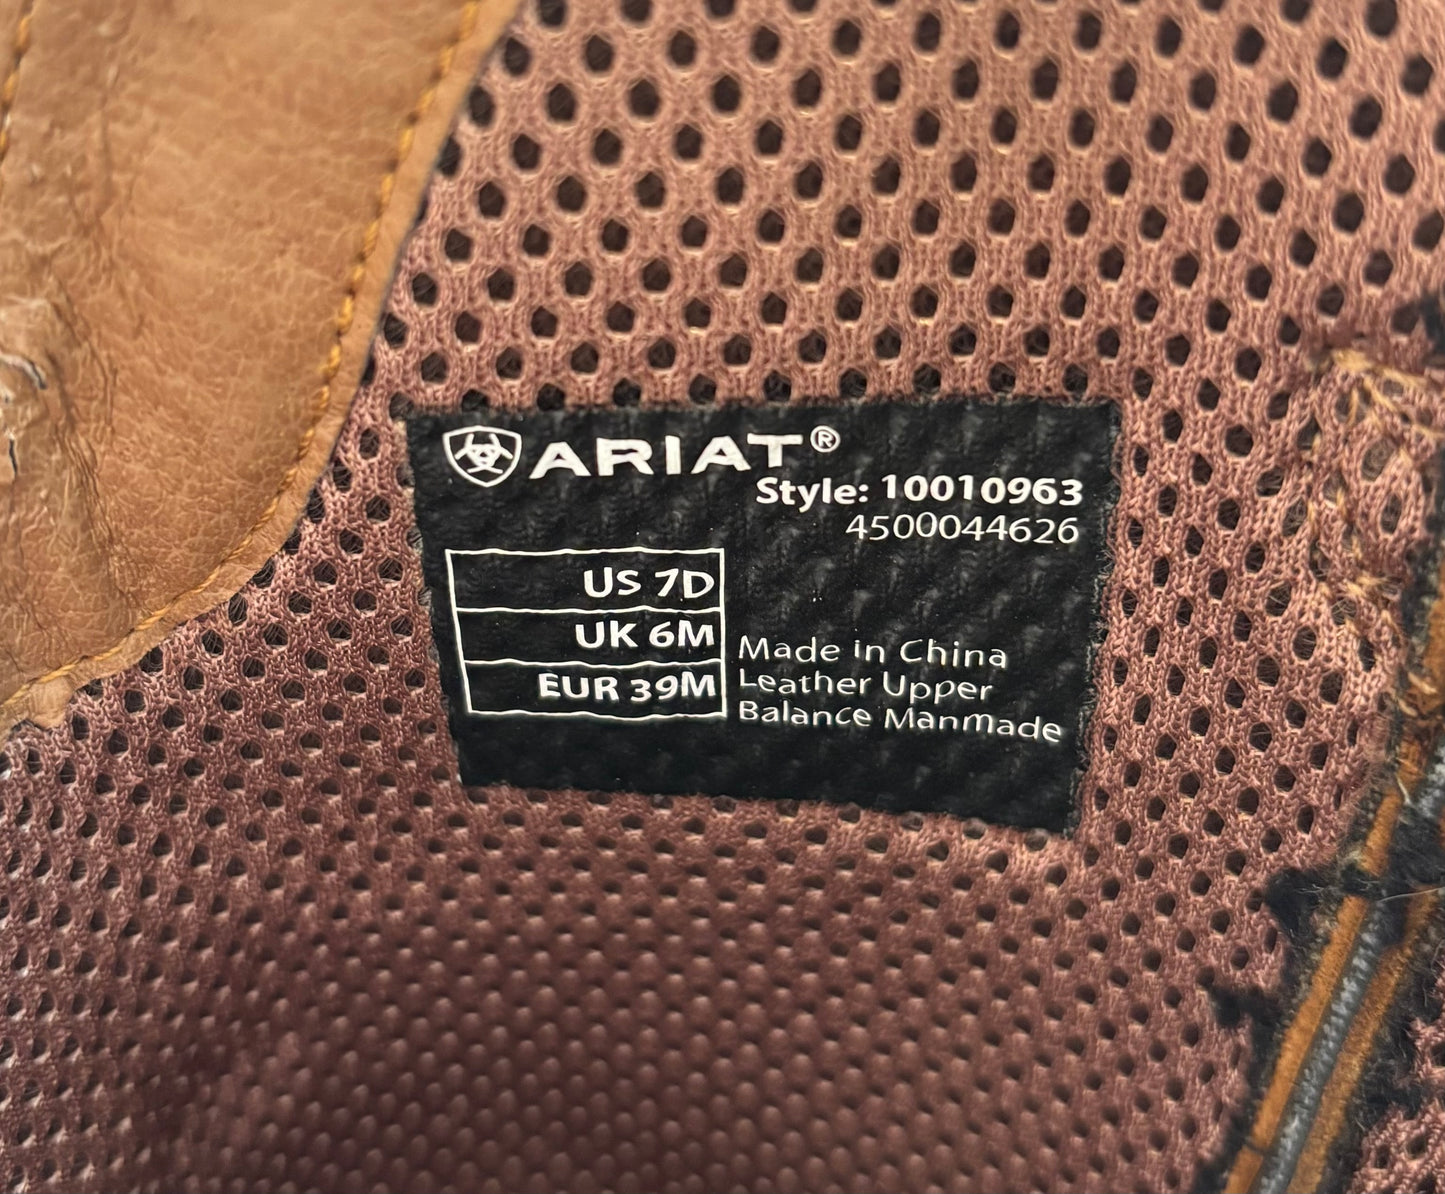 ARIAT®
Style: 10010963
4500044626
US 7D
UK 6M
EUR 39M
Made in China
Leather Upper
Balance Manmade